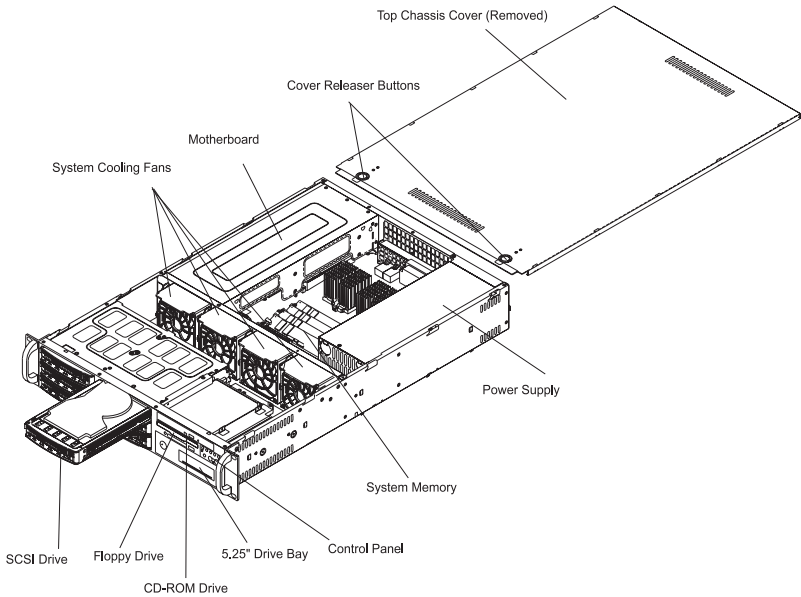 Top Chassis Cover (Removed)
Cover Releaser Buttons
Motherboard
System Cooling Fans
Power Supply
System Memory
Control Panel
5.25" Drive Bay
Floppy Drive
SCSI Drive
CD-ROM Drive